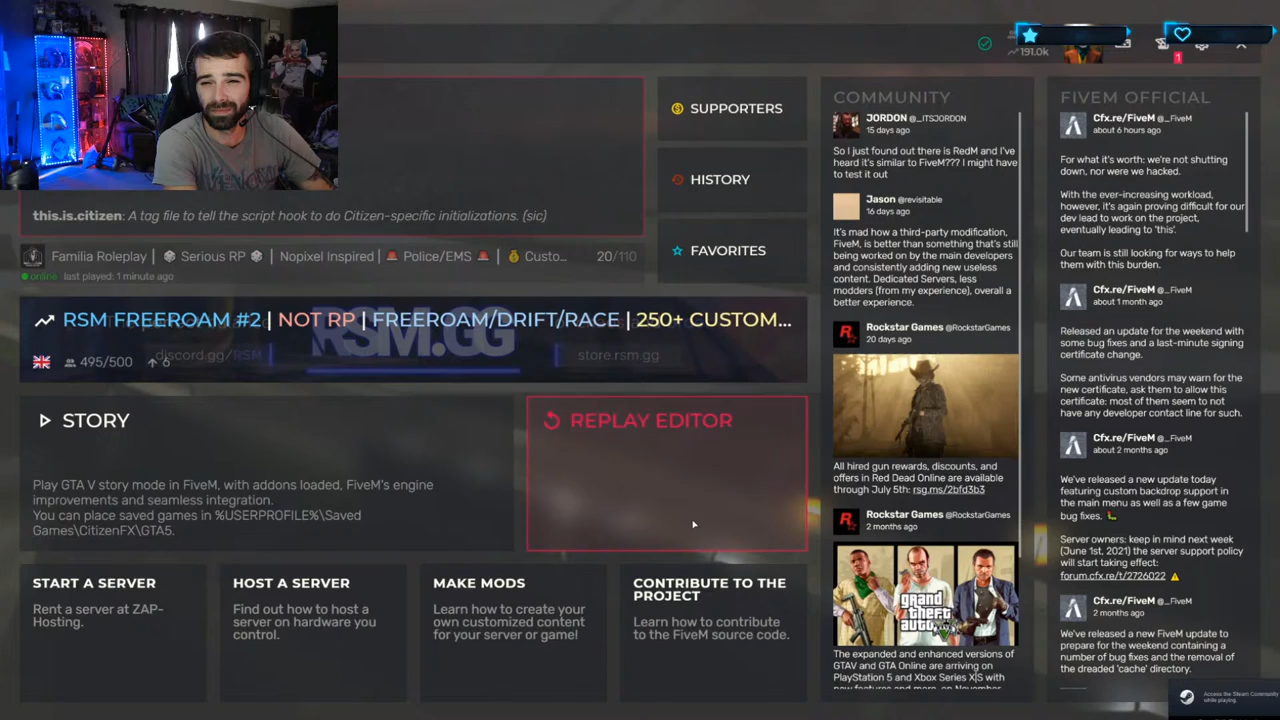 191.0k
1
SUPPORTERS
HISTORY
FAVORITES
this.is.citizen: A tag file to tell the script hook to do Citizen-specific initializations. (sic)
Familia Roleplay | Serious RP | Nopixel Inspired | Police/EMS | Custo... 20/110
online last played: 1 minute ago
RSM FREEROAM #2 | NOT RP | FREEROAM/DRIFT/RACE | 250+ CUSTOM...
RSM.GG
discord.gg/RSM
store.rsm.gg
495/500 6
STORY
Play GTA V story mode in FiveM, with addons loaded, FiveM's engine
improvements and seamless integration.
You can place saved games in %USERPROFILE%\Saved
Games\CitizenFX\GTA5.
REPLAY EDITOR
START A SERVER
Rent a server at ZAP-
Hosting.
HOST A SERVER
Find out how to host a
server on hardware you
control.
MAKE MODS
Learn how to create your
own customized content
for your server or game!
CONTRIBUTE TO THE
PROJECT
Learn how to contribute
to the FiveM source code.
COMMUNITY
JORDON @_ITSJORDON
15 days ago
So I just found out there is RedM and I've
heard it's similar to FiveM??? I might have
to test it out
Jason @revisitable
16 days ago
It's mad how a third-party modification,
FiveM, is better than something that's still
being worked on by the main developers
and consistently adding new useless
content. Dedicated Servers, less
modders (from my experience), overall a
better experience.
Rockstar Games @RockstarGames
20 days ago
All hired gun rewards, discounts, and
offers in Red Dead Online are available
through July 5th: rsg.ms/2bfd3b3
Rockstar Games @RockstarGames
2 months ago
grand
theft
auto
The expanded and enhanced versions of
GTAV and GTA Online are arriving on
PlayStation 5 and Xbox Series X|S with
new features and more, on November
FIVEM OFFICIAL
Cfx.re/FiveM @_FiveM
about 6 hours ago
For what it's worth: we're not shutting
down, nor were we hacked.
With the ever-increasing workload,
however, it's again proving difficult for our
dev lead to work on the project,
eventually leading to 'this'.
Our team is still looking for ways to help
them with this burden.
Cfx.re/FiveM @_FiveM
about 1 month ago
Released an update for the weekend with
some bug fixes and a last-minute signing
certificate change.
Some antivirus vendors may warn for the
new certificate, ask them to allow this
certificate: most of them seem to not
have any developer contact line for such.
Cfx.re/FiveM @_FiveM
about 2 months ago
We've released a new update today
featuring custom backdrop support in
the main menu as well as a few game
bug fixes.
Server owners: keep in mind next week
(June 1st, 2021) the server support policy
will start taking effect:
forum.cfx.re/t/2726022
Cfx.re/FiveM @_FiveM
2 months ago
We've released a new FiveM update to
prepare for the weekend containing a
number of bug fixes and the removal of
the dreaded 'cache' directory.
Access the Steam Community
while playing.